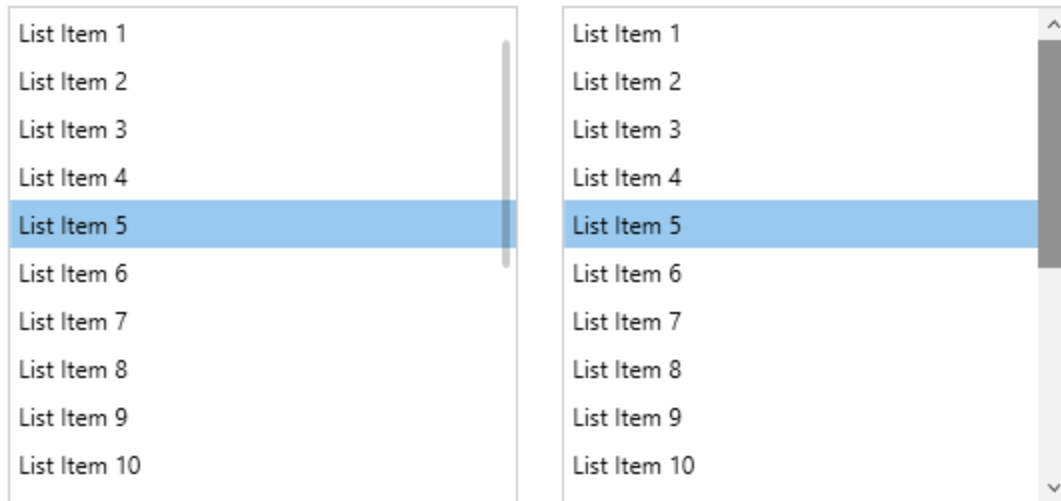 List Item 1
List Item 2
List Item 3
List Item 4
List Item 5
List Item 6
List Item 7
List Item 8
List Item 9
List Item 10
List Item 1
List Item 2
List Item 3
List Item 4
List Item 5
List Item 6
List Item 7
List Item 8
List Item 9
List Item 10